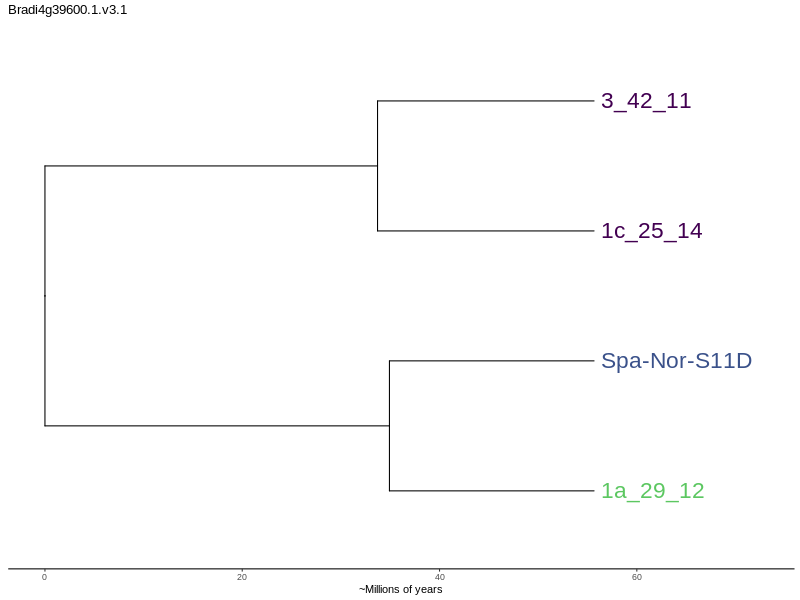 Bradi4g39600.1.v3.1
3_42_11
1c_25_14
Spa-Nor-S11D
1a_29_12
0 20 40 60
~Millions of years